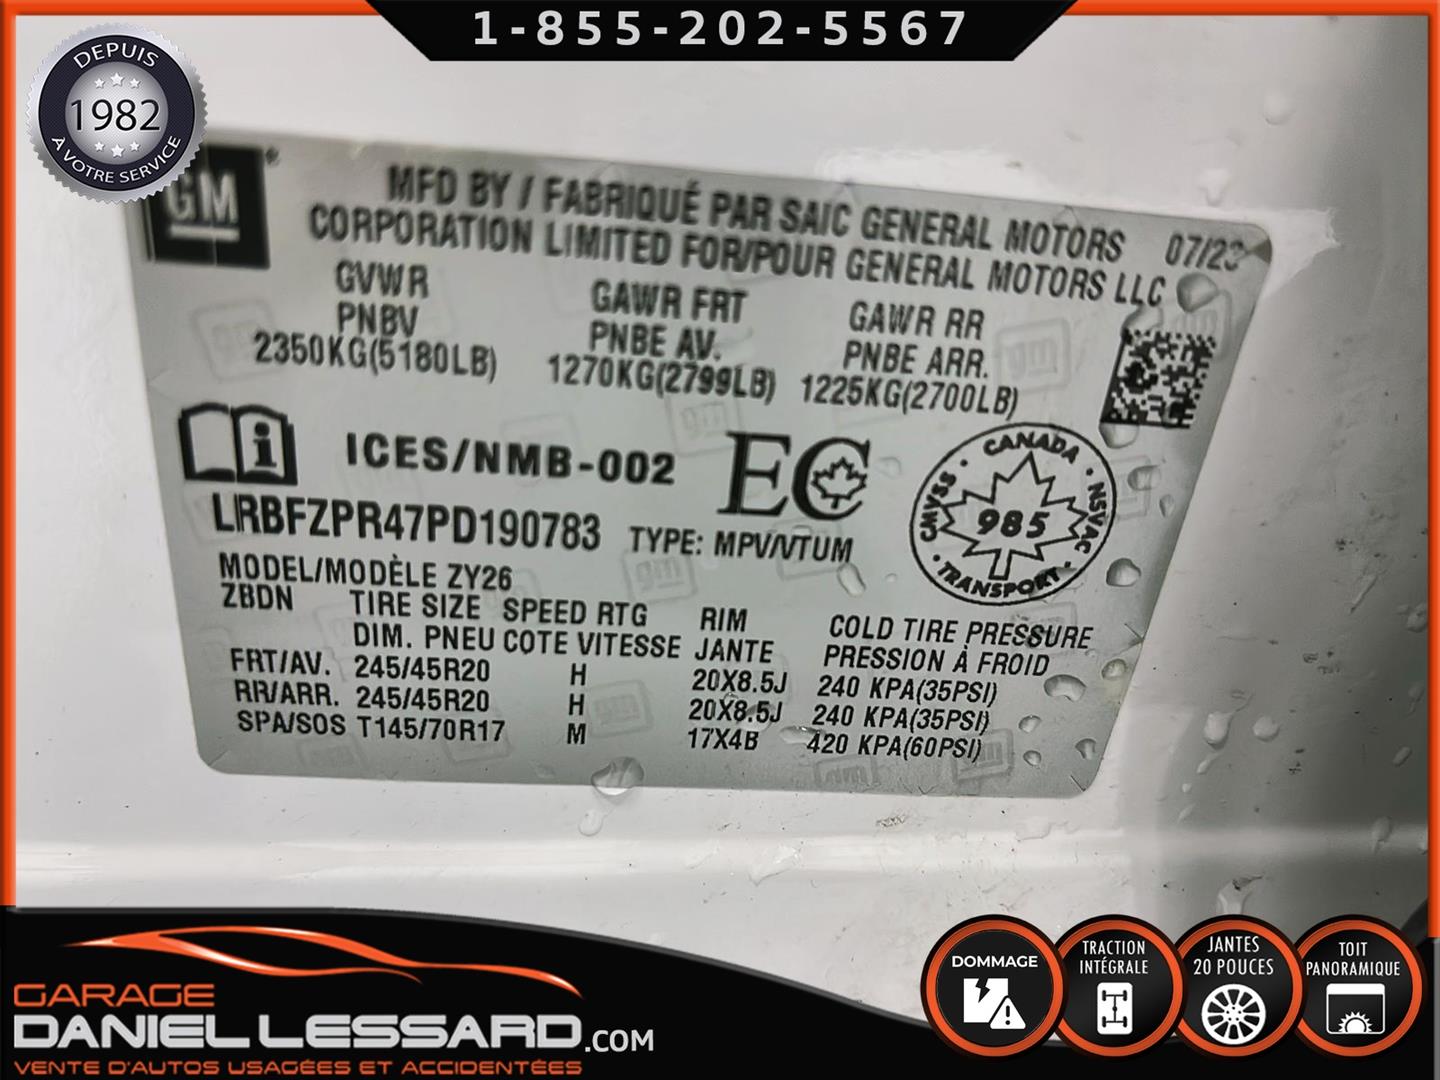 1-855-202-5567
DEPUIS
1982
À VOTRE SERVICE
GM
MFD BY / FABRIQUÉ PAR SAIC GENERAL MOTORS 07/23
CORPORATION LIMITED FOR/POUR GENERAL MOTORS LLC
GVWR GAWR FRT GAWR RR
PNBV PNBE AV. PNBE ARR.
2350KG(5180LB) 1270KG(2799LB) 1225KG(2700LB)
ICES/NMB-002 EC
CANADA
CMVSS 985 NSVAC
TRANSPORT
LRBFZPR47PD190783 TYPE: MPV/VTUM
MODEL/MODÈLE ZY26
ZBDN TIRE SIZE SPEED RTG RIM COLD TIRE PRESSURE
DIM. PNEU COTE VITESSE JANTE PRESSION À FROID
FRT/AV. 245/45R20 H 20X8.5J 240 KPA(35PSI)
RR/ARR. 245/45R20 H 20X8.5J 240 KPA(35PSI)
SPA/SOS T145/70R17 M 17X4B 420 KPA(60PSI)
GARAGE
DANIEL LESSARD.COM
VENTE D'AUTOS USAGÉES ET ACCIDENTÉES
DOMMAGE
TRACTION
INTÉGRALE
JANTES
20 POUCES
TOIT
PANORAMIQUE